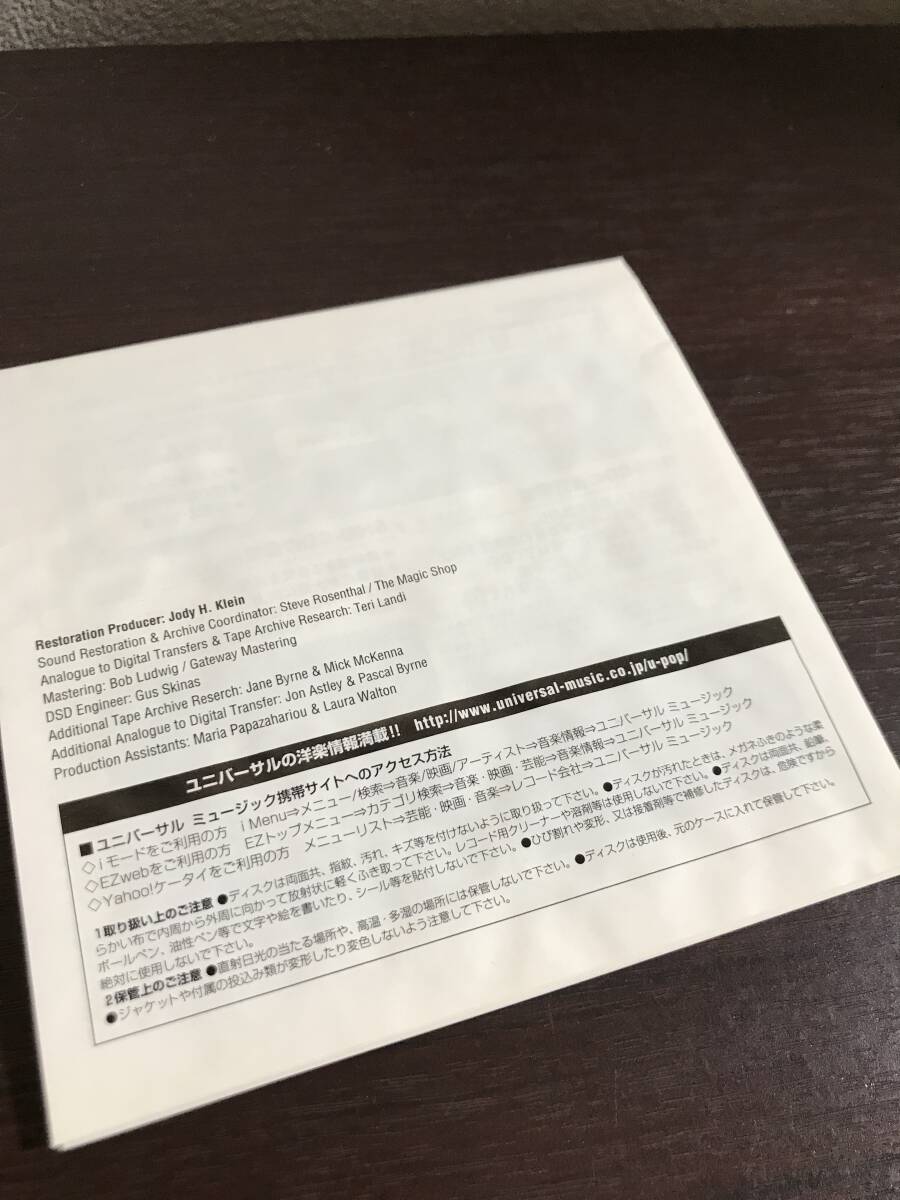 Restoration Producer: Jody H. Klein
Sound Restoration & Archive Coordinator: Steve Rosenthal / The Magic Shop
Analogue to Digital Transfers & Tape Archive Research: Teri Landi
Mastering: Bob Ludwig / Gateway Mastering
DSD Engineer: Gus Skinas
Additional Tape Archive Reserch: Jane Byrne & Mick McKenna
Additional Analogue to Digital Transfer: Jon Astley & Pascal Byrne
Production Assistants: Maria Papazahariou & Laura Walton
ユニバーサルの洋楽情報満載!! http://www.universal-music.co.jp/u-pop/
■ユニバーサル ミュージック携帯サイトへのアクセス方法
◇iモードをご利用の方 i Menu⇒メニュー/検索⇒音楽/映画/アーティスト⇒音楽情報⇒ユニバーサル ミュージック
◇EZwebをご利用の方 EZトップメニュー⇒カテゴリ検索⇒音楽・映画・芸能⇒音楽情報⇒ユニバーサル ミュージック
◇Yahoo!ケータイをご利用の方 メニューリスト⇒芸能・映画・音楽⇒レコード会社⇒ユニバーサル ミュージック
1取り扱い上のご注意 ●ディスクは両面共、指紋、汚れ、キズ等を付けないように取り扱って下さい。●ディスクが汚れたときは、メガネふきのような柔
らかい布で内周から外周に向かって放射状に軽くふき取って下さい。レコード用クリーナーや溶剤等は使用しないで下さい。●ディスクは両面共、鉛筆、
ボールペン、油性ペン等で文字や絵を書いたり、シール等を貼付しないで下さい。●ひび割れや変形、又は接着剤等で補修したディスクは、危険ですから
絶対に使用しないで下さい。
2保管上のご注意 ●直射日光の当たる場所や、高温・多湿の場所には保管しないで下さい。●ディスクは使用後、元のケースに入れて保管して下さい。
●ジャケットや付属の投込み類が変形したり変色しないよう注意して下さい。